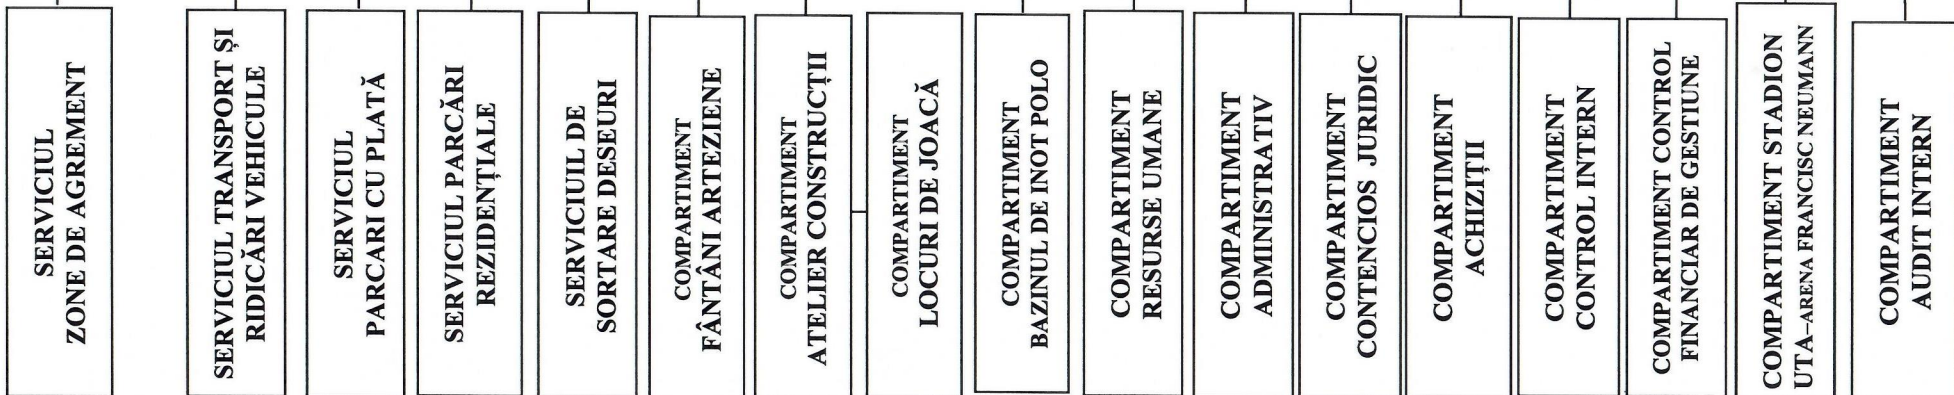 SERVICIUL
ZONE DE AGREMENT
SERVICIUL TRANSPORT ȘI
RIDICĂRI VEHICULE
SERVICIUL
PARCARI CU PLATĂ
SERVICIUL PARCĂRI
REZIDENȚIALE
SERVICIUL DE
SORTARE DESEURI
COMPARTIMENT
FÂNTÂNI ARTEZIENE
COMPARTIMENT
ATELIER CONSTRUCȚII
COMPARTIMENT
LOCURI DE JOACĂ
COMPARTIMENT
BAZINUL DE INOT POLO
COMPARTIMENT
RESURSE UMANE
COMPARTIMENT
ADMINISTRATIV
COMPARTIMENT
CONTENCIOS JURIDIC
COMPARTIMENT
ACHIZIȚII
COMPARTIMENT
CONTROL INTERN
COMPARTIMENT CONTROL
FINANCIAR DE GESTIUNE
COMPARTIMENT STADION
UTA–ARENA FRANCISC NEUMANN
COMPARTIMENT
AUDIT INTERN